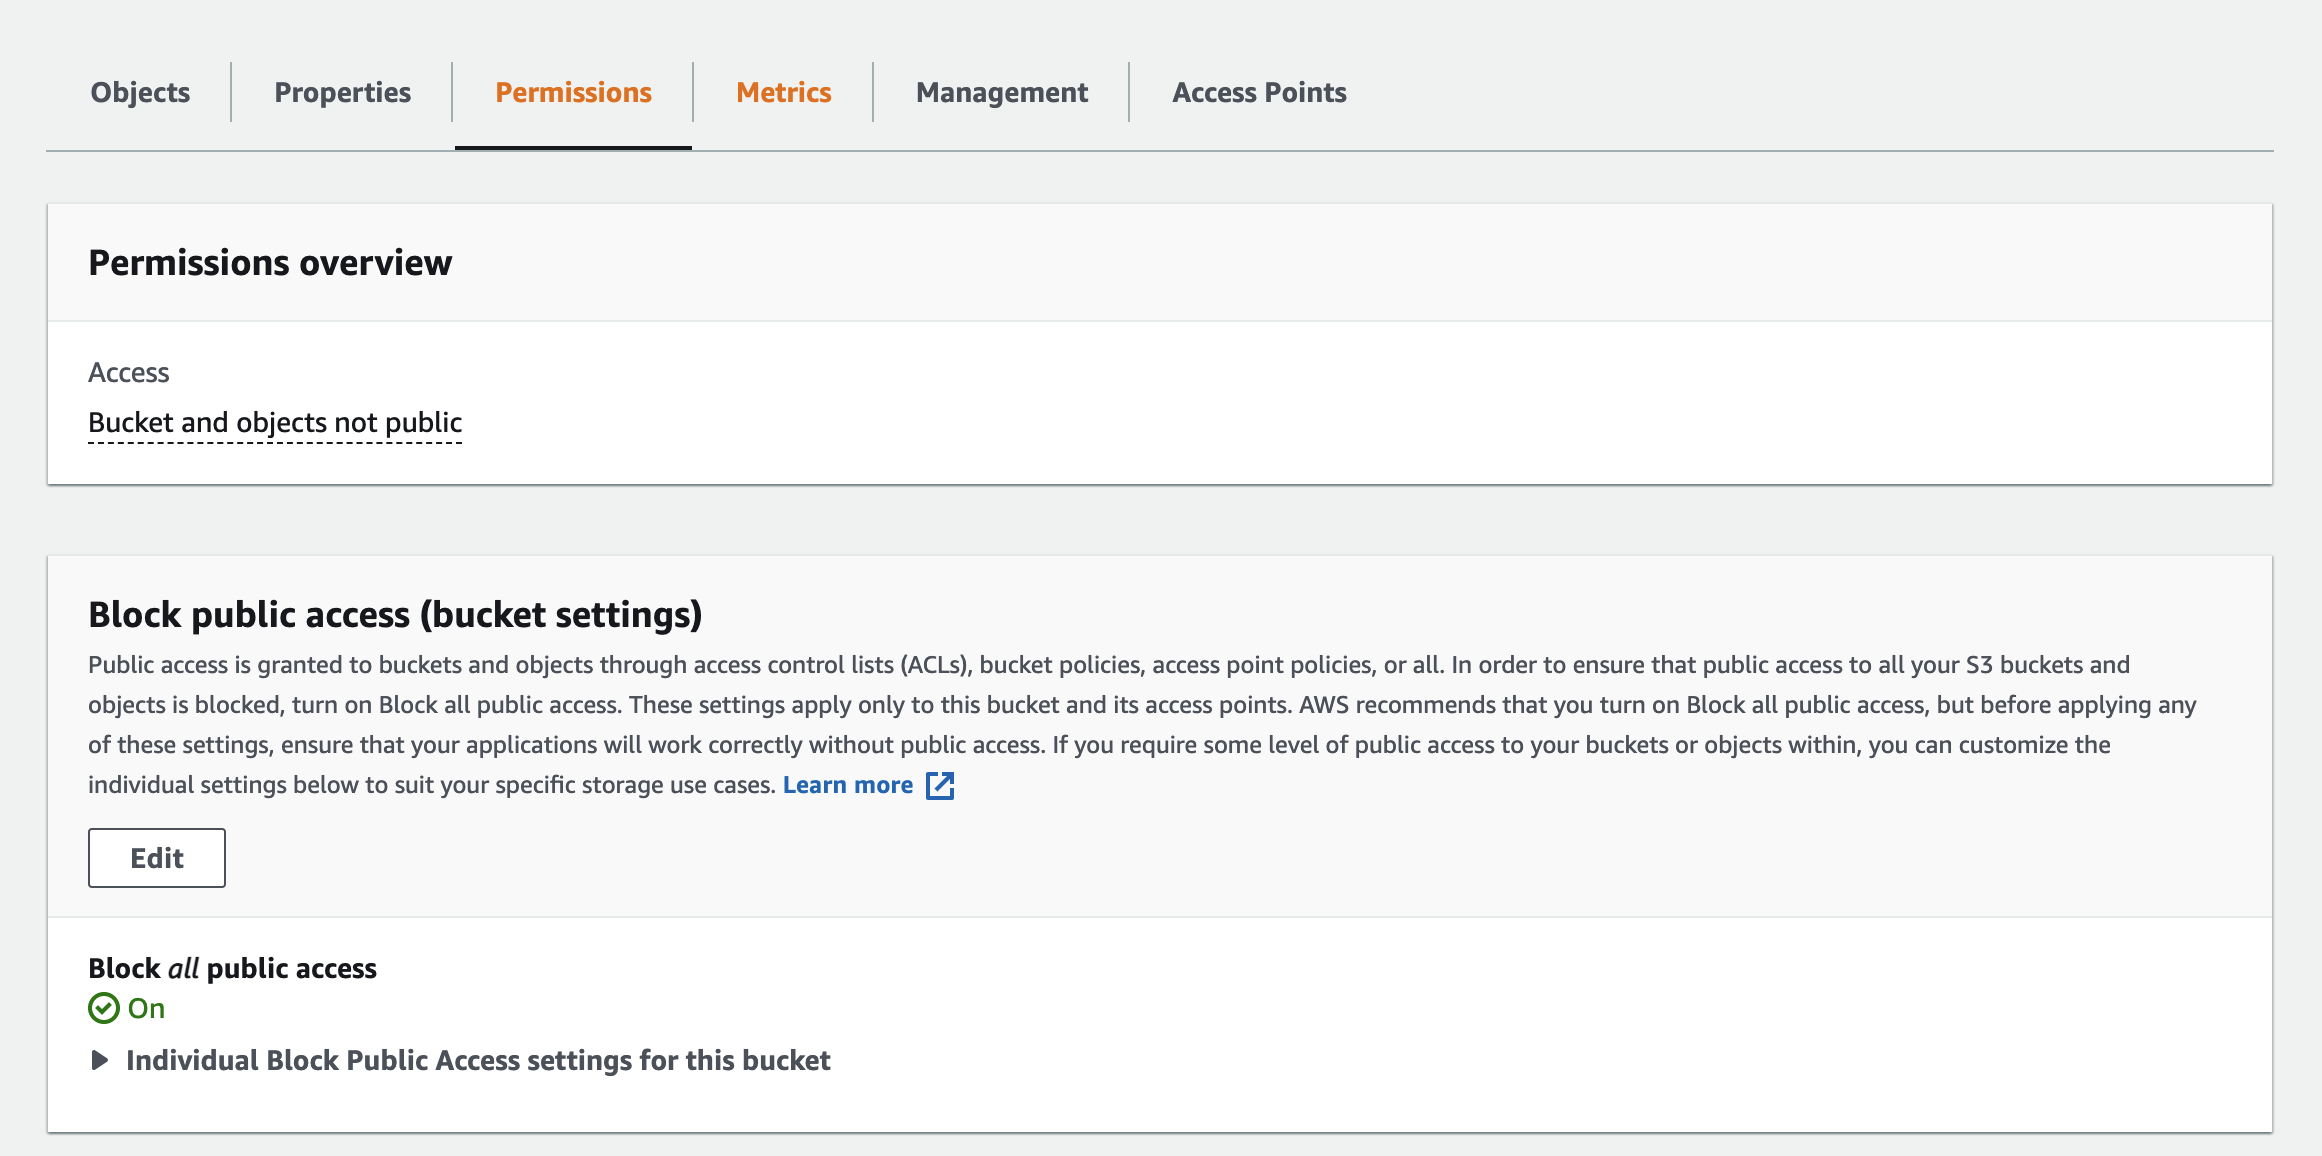 Objects Properties Permissions Metrics Management Access Points
Permissions overview
Access
Bucket and objects not public
Block public access (bucket settings)
Public access is granted to buckets and objects through access control lists (ACLs), bucket policies, access point policies, or all. In order to ensure that public access to all your S3 buckets and
objects is blocked, turn on Block all public access. These settings apply only to this bucket and its access points. AWS recommends that you turn on Block all public access, but before applying any
of these settings, ensure that your applications will work correctly without public access. If you require some level of public access to your buckets or objects within, you can customize the
individual settings below to suit your specific storage use cases. Learn more
Edit
Block all public access
On
Individual Block Public Access settings for this bucket